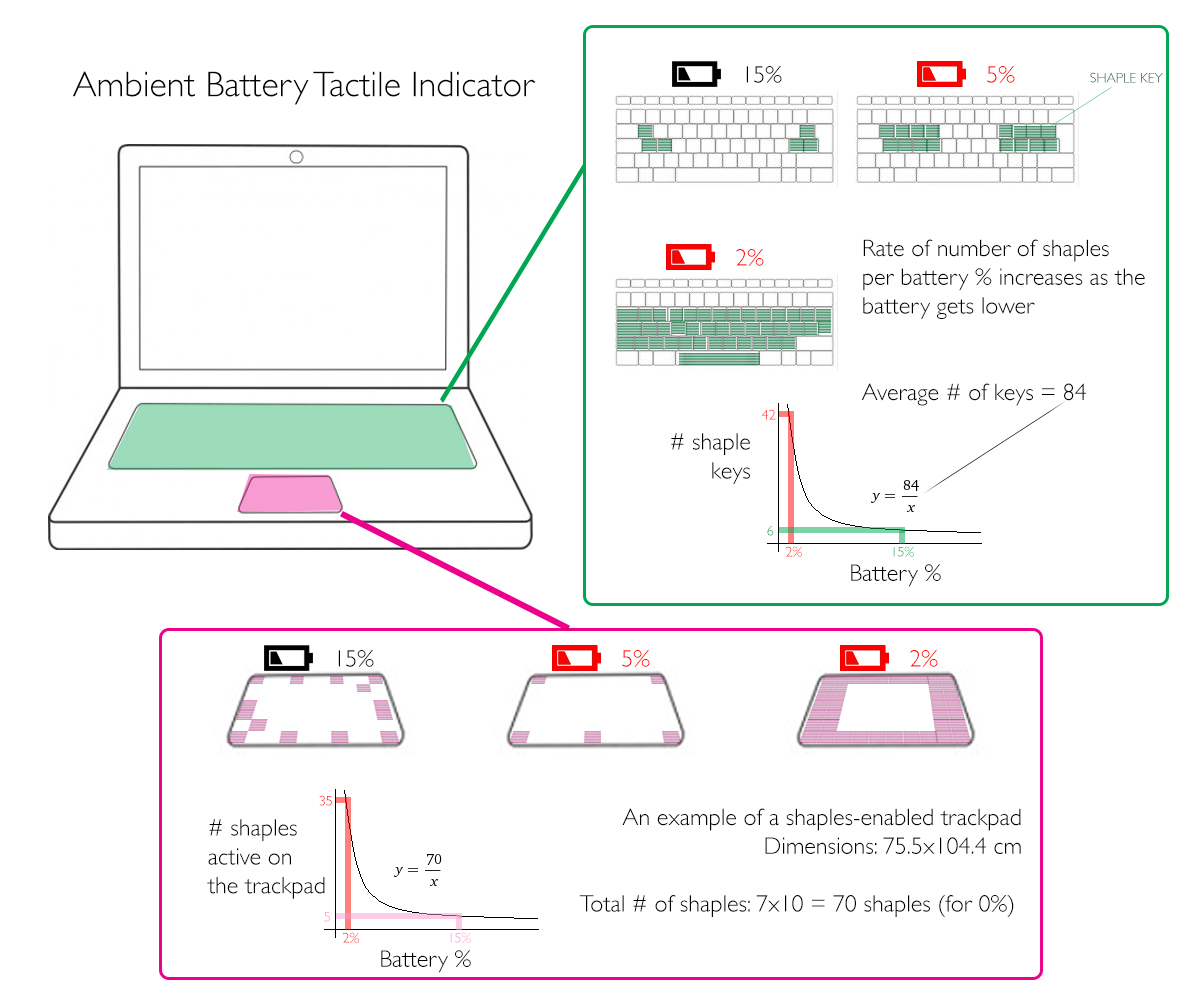 Ambient Battery Tactile Indicator
15%
5%
SHAPLE KEY
2%
Rate of number of shaples
per battery % increases as the
battery gets lower
Average # of keys = 84
# shaple
keys
42
6
y = 84/x
2%
15%
Battery %
15%
5%
2%
# shaples
active on
the trackpad
35
5
y = 70/x
2%
15%
Battery %
An example of a shaples-enabled trackpad
Dimensions: 75.5x104.4 cm
Total # of shaples: 7x10 = 70 shaples (for 0%)